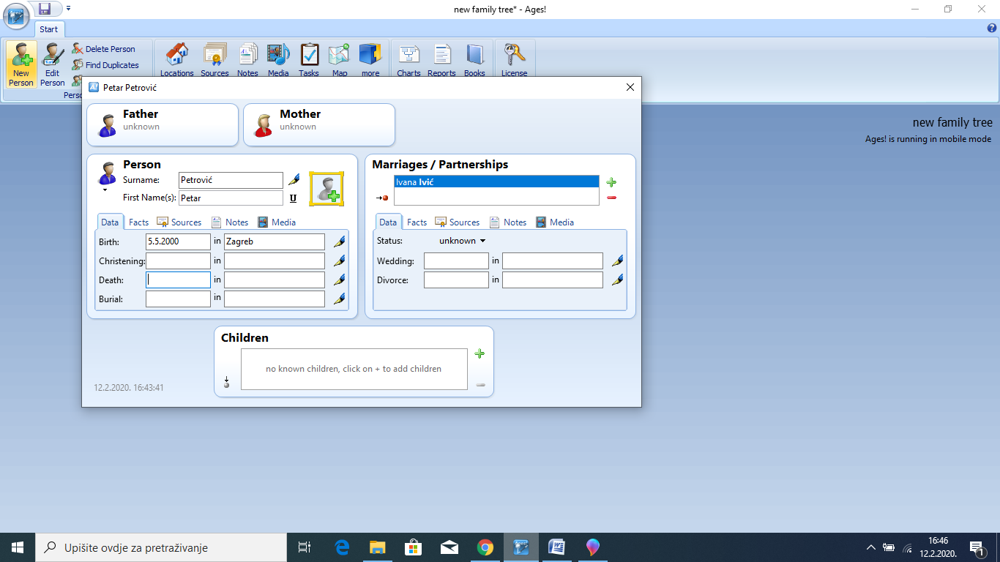 new family tree* - Ages!
Start
New Person
Edit Person
Delete Person
Find Duplicates
Locations Sources Notes Media Tasks Map more Charts Reports Books License
Petar Petrović
new family tree
Ages! is running in mobile mode
Father
unknown
Mother
unknown
Person
Surname: Petrović
First Name(s): Petar U
Data Facts Sources Notes Media
Birth: 5.5.2000 in Zagreb
Christening: in
Death: in
Burial: in
Marriages / Partnerships
Ivana Ivić
Data Facts Sources Notes Media
Status: unknown
Wedding: in
Divorce: in
Children
no known children, click on + to add children
12.2.2020. 16:43:41
Upišite ovdje za pretraživanje
16:46
12.2.2020.
1